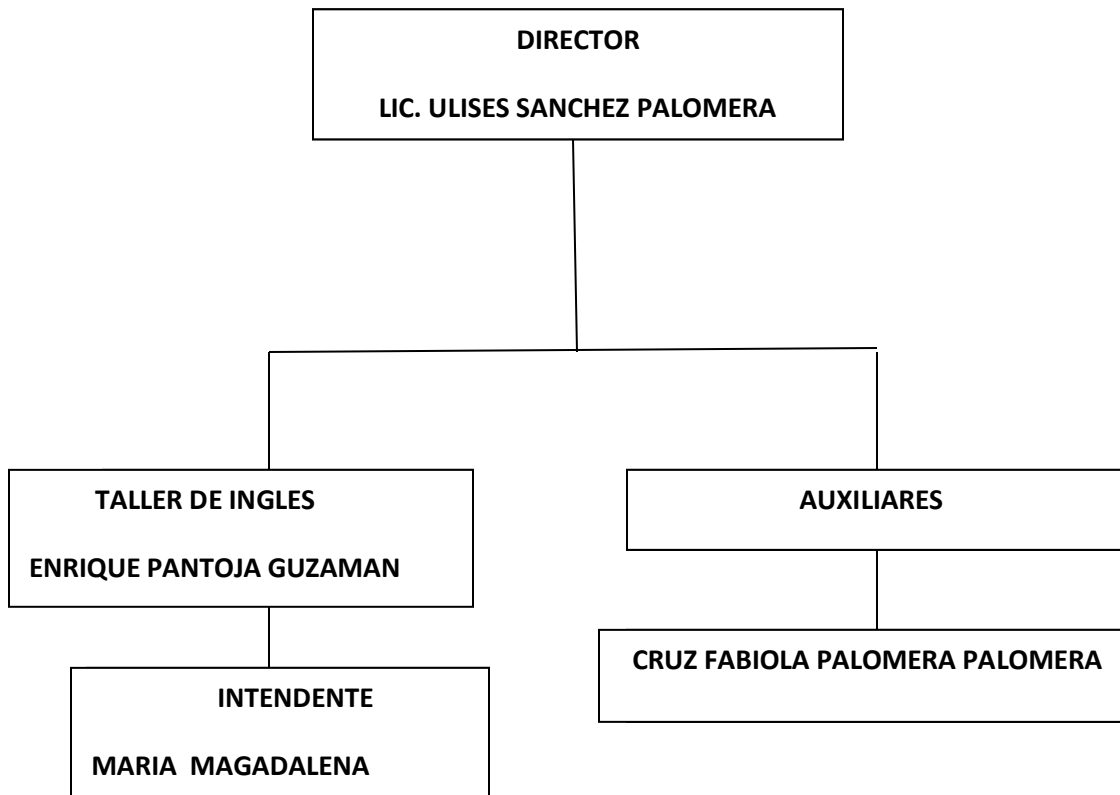 DIRECTOR
LIC. ULISES SANCHEZ PALOMERA
TALLER DE INGLES
ENRIQUE PANTOJA GUZAMAN
AUXILIARES
CRUZ FABIOLA PALOMERA PALOMERA
INTENDENTE
MARIA MAGADALENA